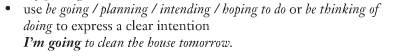 • use be going / planning / intending / hoping to do or be thinking of
doing to express a clear intention
I'm going to clean the house tomorrow.